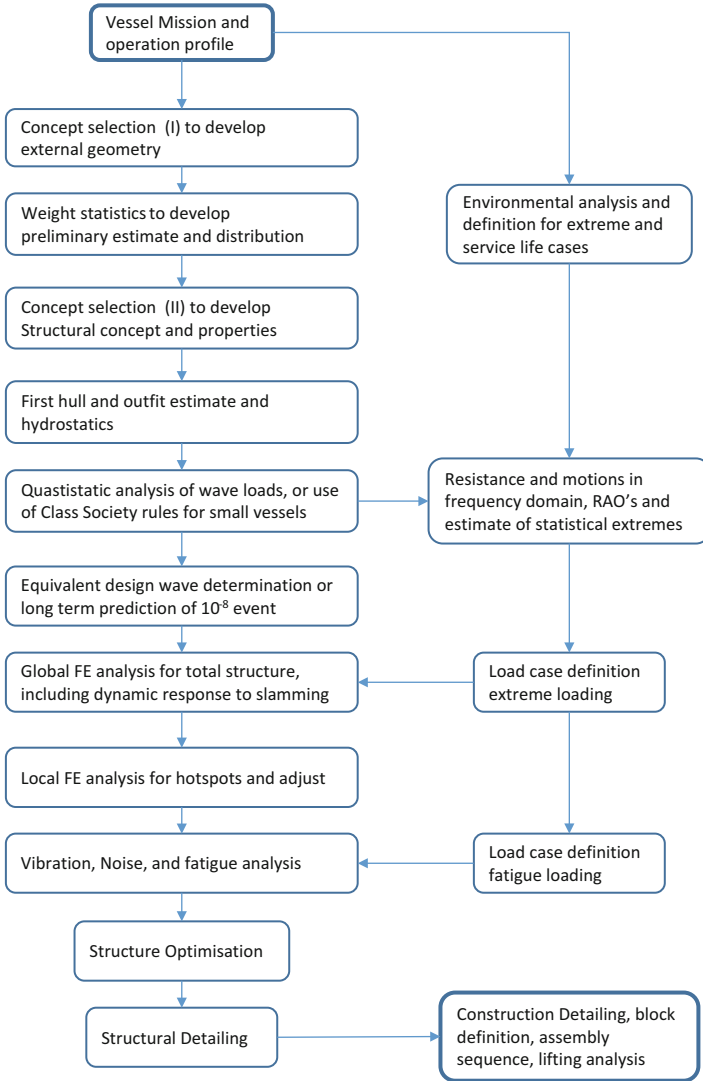 Vessel Mission and
operation profile
Concept selection (I) to develop
external geometry
Weight statistics to develop
preliminary estimate and distribution
Environmental analysis and
definition for extreme and
service life cases
Concept selection (II) to develop
Structural concept and properties
First hull and outfit estimate and
hydrostatics
Quastistatic analysis of wave loads, or use
of Class Society rules for small vessels
Resistance and motions in
frequency domain, RAO's and
estimate of statistical extremes
Equivalent design wave determination or
long term prediction of 10⁻⁸ event
Global FE analysis for total structure,
including dynamic response to slamming
Load case definition
extreme loading
Local FE analysis for hotspots and adjust
Vibration, Noise, and fatigue analysis
Load case definition
fatigue loading
Structure Optimisation
Structural Detailing
Construction Detailing, block
definition, assembly
sequence, lifting analysis